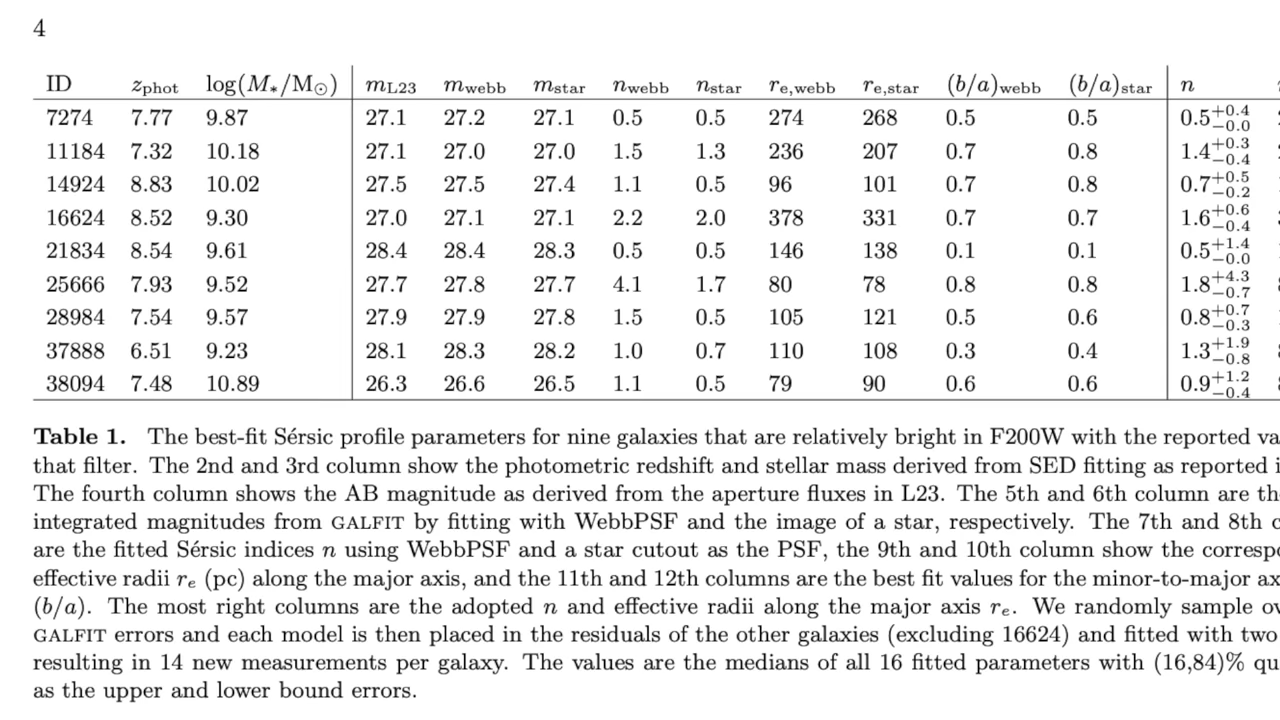 4
ID z_phot log(M_*/M_⊙) m_L23 m_webb m_star n_webb n_star r_e,webb r_e,star (b/a)_webb (b/a)_star n
7274 7.77 9.87 27.1 27.2 27.1 0.5 0.5 274 268 0.5 0.5 0.5^{+0.4}_{−0.0}
11184 7.32 10.18 27.1 27.0 27.0 1.5 1.3 236 207 0.7 0.8 1.4^{+0.3}_{−0.4}
14924 8.83 10.02 27.5 27.5 27.4 1.1 0.5 96 101 0.7 0.8 0.7^{+0.5}_{−0.2}
16624 8.52 9.30 27.0 27.1 27.1 2.2 2.0 378 331 0.7 0.7 1.6^{+0.6}_{−0.4}
21834 8.54 9.61 28.4 28.4 28.3 0.5 0.5 146 138 0.1 0.1 0.5^{+1.4}_{−0.0}
25666 7.93 9.52 27.7 27.8 27.7 4.1 1.7 80 78 0.8 0.8 1.8^{+4.3}_{−0.7}
28984 7.54 9.57 27.9 27.9 27.8 1.5 0.5 105 121 0.5 0.6 0.8^{+0.7}_{−0.3}
37888 6.51 9.23 28.1 28.3 28.2 1.0 0.7 110 108 0.3 0.4 1.3^{+1.9}_{−0.8}
38094 7.48 10.89 26.3 26.6 26.5 1.1 0.5 79 90 0.6 0.6 0.9^{+1.2}_{−0.4}
Table 1. The best-fit Sérsic profile parameters for nine galaxies that are relatively bright in F200W with the reported va
that filter. The 2nd and 3rd column show the photometric redshift and stellar mass derived from SED fitting as reported i
The fourth column shows the AB magnitude as derived from the aperture fluxes in L23. The 5th and 6th column are th
integrated magnitudes from GALFIT by fitting with WebbPSF and the image of a star, respectively. The 7th and 8th c
are the fitted Sérsic indices n using WebbPSF and a star cutout as the PSF, the 9th and 10th column show the corresp
effective radii r_e (pc) along the major axis, and the 11th and 12th columns are the best fit values for the minor-to-major ax
(b/a). The most right columns are the adopted n and effective radii along the major axis r_e. We randomly sample ov
GALFIT errors and each model is then placed in the residuals of the other galaxies (excluding 16624) and fitted with two
resulting in 14 new measurements per galaxy. The values are the medians of all 16 fitted parameters with (16,84)% qu
as the upper and lower bound errors.